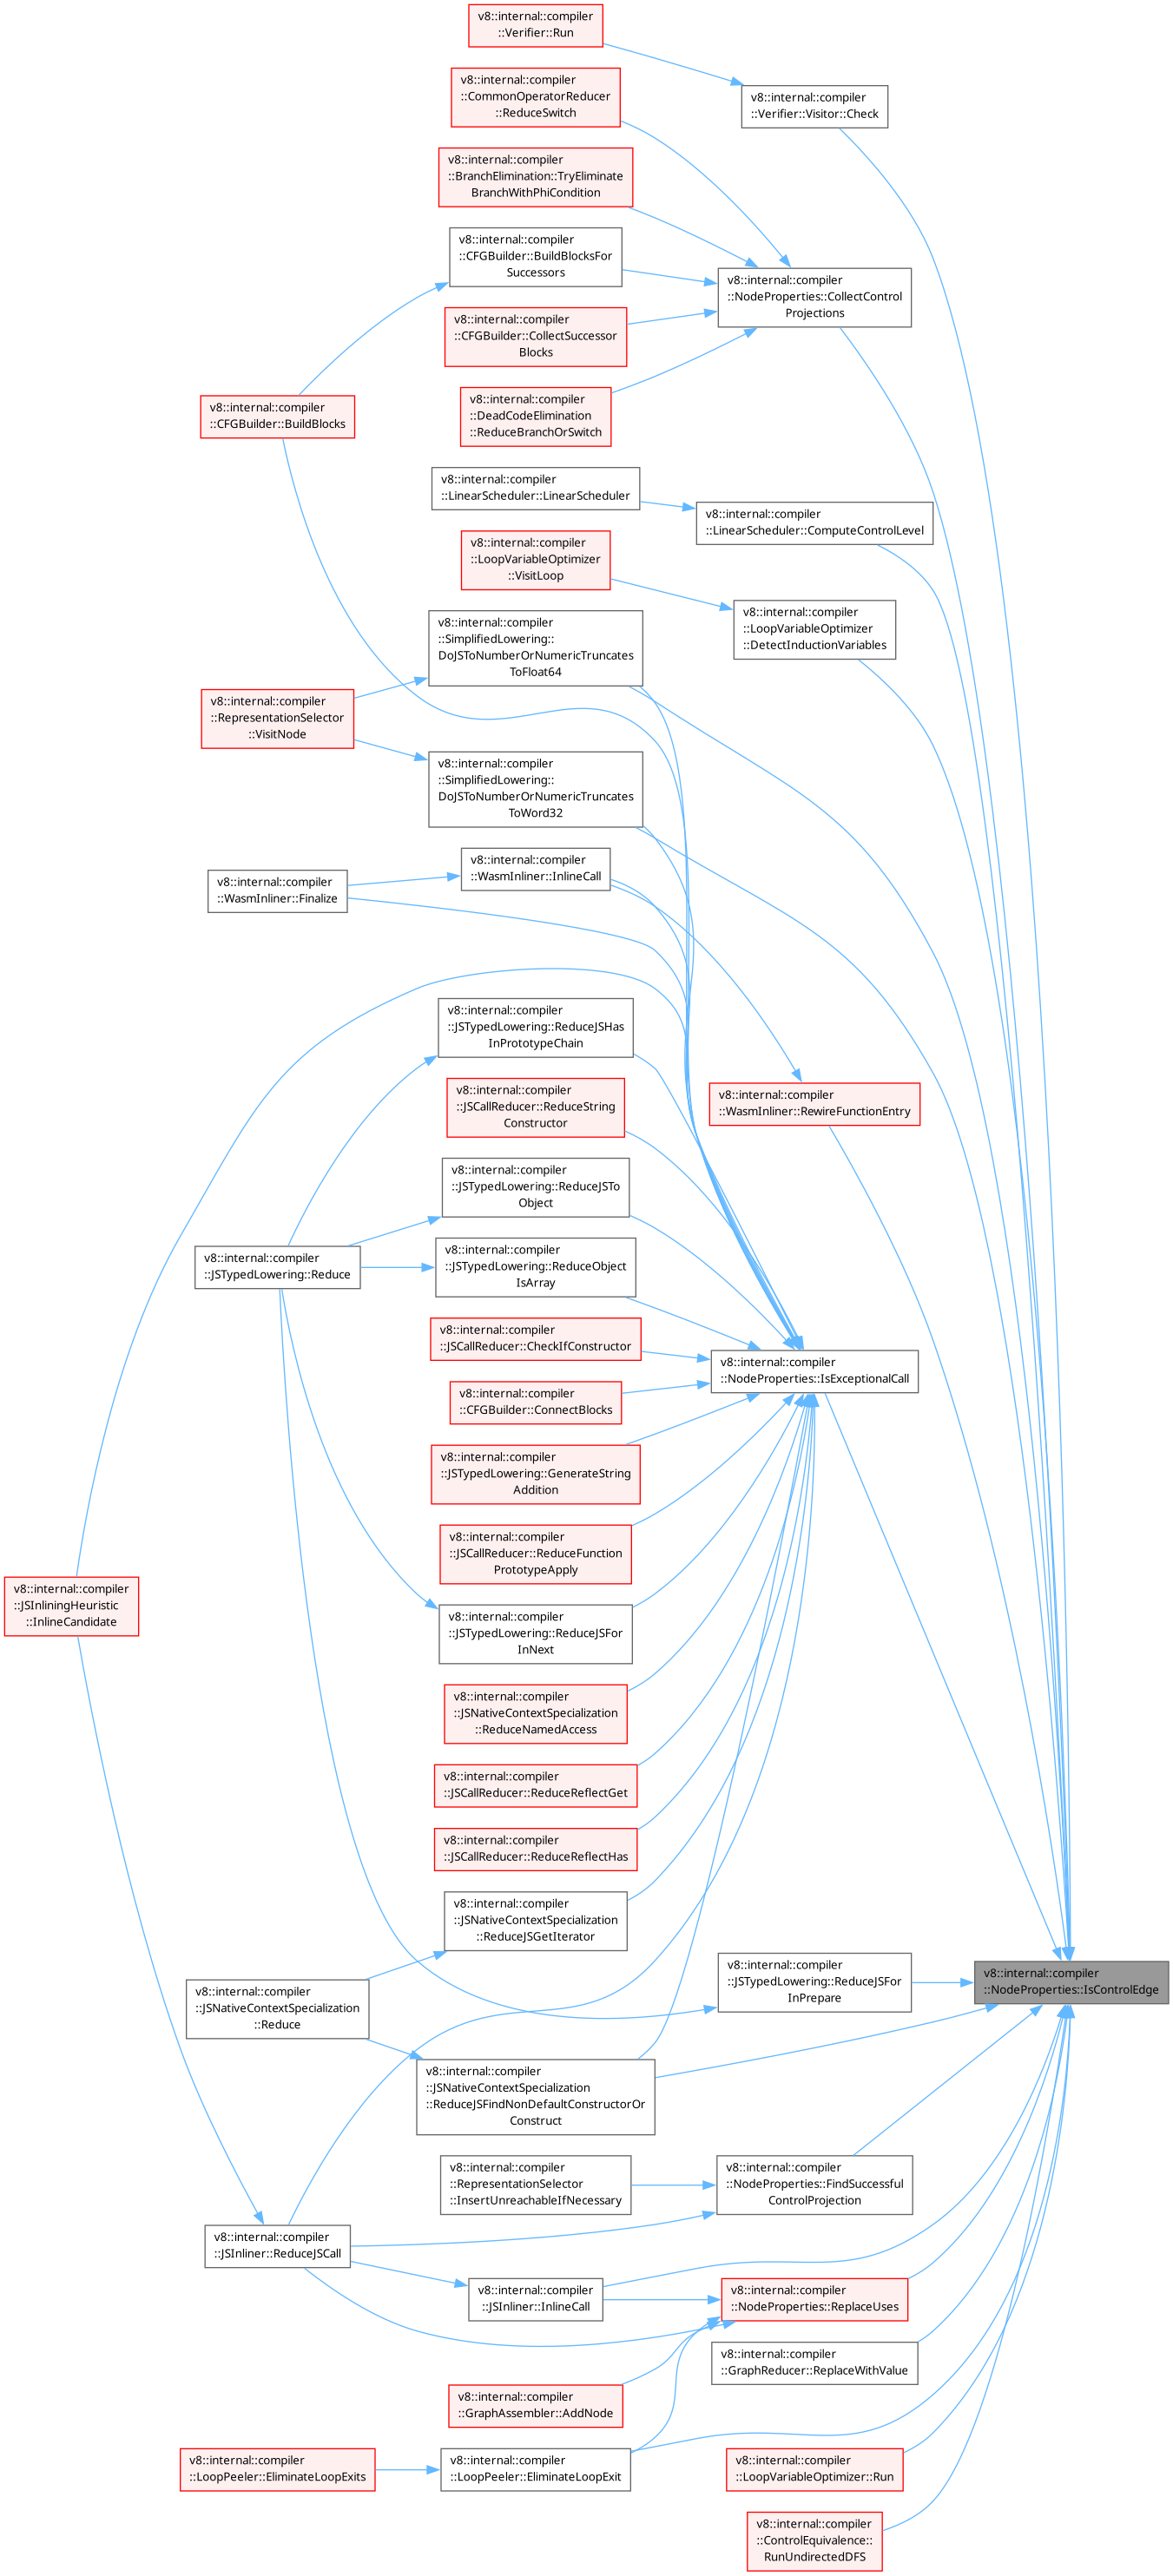 v8::internal::compiler
::Verifier::Run
v8::internal::compiler
::CommonOperatorReducer
::ReduceSwitch
v8::internal::compiler
::Verifier::Visitor::Check
v8::internal::compiler
::BranchElimination::TryEliminate
BranchWithPhiCondition
v8::internal::compiler
::CFGBuilder::BuildBlocksFor
Successors
v8::internal::compiler
::NodeProperties::CollectControl
Projections
v8::internal::compiler
::CFGBuilder::CollectSuccessor
Blocks
v8::internal::compiler
::DeadCodeElimination
::ReduceBranchOrSwitch
v8::internal::compiler
::CFGBuilder::BuildBlocks
v8::internal::compiler
::LinearScheduler::LinearScheduler
v8::internal::compiler
::LinearScheduler::ComputeControlLevel
v8::internal::compiler
::LoopVariableOptimizer
::VisitLoop
v8::internal::compiler
::LoopVariableOptimizer
::DetectInductionVariables
v8::internal::compiler
::SimplifiedLowering::
DoJSToNumberOrNumericTruncates
ToFloat64
v8::internal::compiler
::RepresentationSelector
::VisitNode
v8::internal::compiler
::SimplifiedLowering::
DoJSToNumberOrNumericTruncates
ToWord32
v8::internal::compiler
::WasmInliner::InlineCall
v8::internal::compiler
::WasmInliner::Finalize
v8::internal::compiler
::JSTypedLowering::ReduceJSHas
InPrototypeChain
v8::internal::compiler
::JSCallReducer::ReduceString
Constructor
v8::internal::compiler
::WasmInliner::RewireFunctionEntry
v8::internal::compiler
::JSTypedLowering::ReduceJSTo
Object
v8::internal::compiler
::JSTypedLowering::Reduce
v8::internal::compiler
::JSTypedLowering::ReduceObject
IsArray
v8::internal::compiler
::JSCallReducer::CheckIfConstructor
v8::internal::compiler
::NodeProperties::IsExceptionalCall
v8::internal::compiler
::CFGBuilder::ConnectBlocks
v8::internal::compiler
::JSTypedLowering::GenerateString
Addition
v8::internal::compiler
::JSCallReducer::ReduceFunction
PrototypeApply
v8::internal::compiler
::JSInliningHeuristic
::InlineCandidate
v8::internal::compiler
::JSTypedLowering::ReduceJSFor
InNext
v8::internal::compiler
::JSNativeContextSpecialization
::ReduceNamedAccess
v8::internal::compiler
::JSCallReducer::ReduceReflectGet
v8::internal::compiler
::JSCallReducer::ReduceReflectHas
v8::internal::compiler
::JSNativeContextSpecialization
::ReduceJSGetIterator
v8::internal::compiler
::JSTypedLowering::ReduceJSFor
InPrepare
v8::internal::compiler
::NodeProperties::IsControlEdge
v8::internal::compiler
::JSNativeContextSpecialization
::Reduce
v8::internal::compiler
::JSNativeContextSpecialization
::ReduceJSFindNonDefaultConstructorOr
Construct
v8::internal::compiler
::RepresentationSelector
::InsertUnreachableIfNecessary
v8::internal::compiler
::NodeProperties::FindSuccessful
ControlProjection
v8::internal::compiler
::JSInliner::ReduceJSCall
v8::internal::compiler
::JSInliner::InlineCall
v8::internal::compiler
::NodeProperties::ReplaceUses
v8::internal::compiler
::GraphReducer::ReplaceWithValue
v8::internal::compiler
::GraphAssembler::AddNode
v8::internal::compiler
::LoopPeeler::EliminateLoopExits
v8::internal::compiler
::LoopPeeler::EliminateLoopExit
v8::internal::compiler
::LoopVariableOptimizer::Run
v8::internal::compiler
::ControlEquivalence::
RunUndirectedDFS